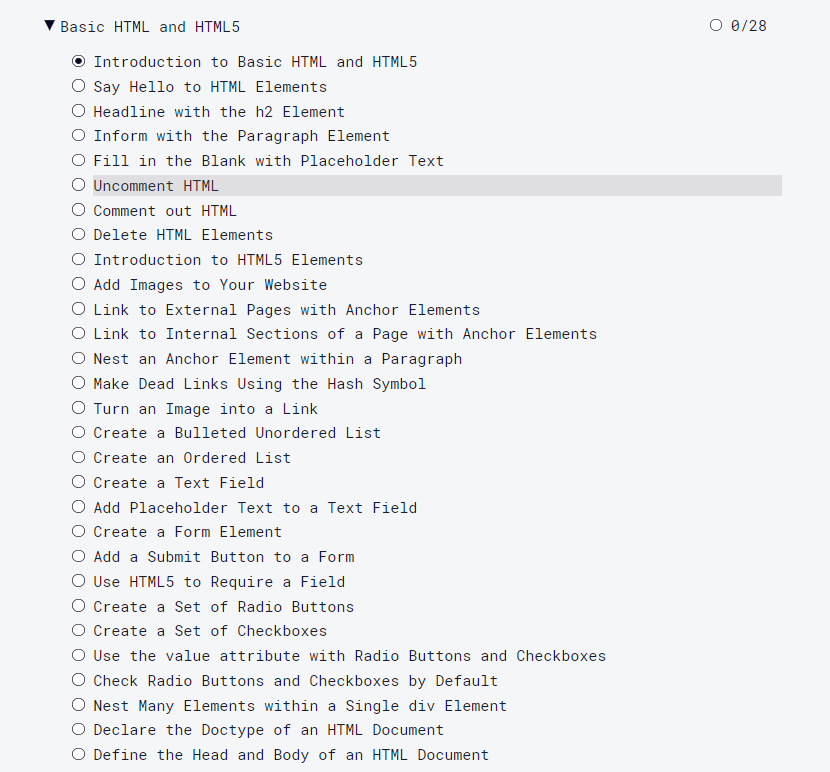 Basic HTML and HTML5 0/28
Introduction to Basic HTML and HTML5
Say Hello to HTML Elements
Headline with the h2 Element
Inform with the Paragraph Element
Fill in the Blank with Placeholder Text
Uncomment HTML
Comment out HTML
Delete HTML Elements
Introduction to HTML5 Elements
Add Images to Your Website
Link to External Pages with Anchor Elements
Link to Internal Sections of a Page with Anchor Elements
Nest an Anchor Element within a Paragraph
Make Dead Links Using the Hash Symbol
Turn an Image into a Link
Create a Bulleted Unordered List
Create an Ordered List
Create a Text Field
Add Placeholder Text to a Text Field
Create a Form Element
Add a Submit Button to a Form
Use HTML5 to Require a Field
Create a Set of Radio Buttons
Create a Set of Checkboxes
Use the value attribute with Radio Buttons and Checkboxes
Check Radio Buttons and Checkboxes by Default
Nest Many Elements within a Single div Element
Declare the Doctype of an HTML Document
Define the Head and Body of an HTML Document